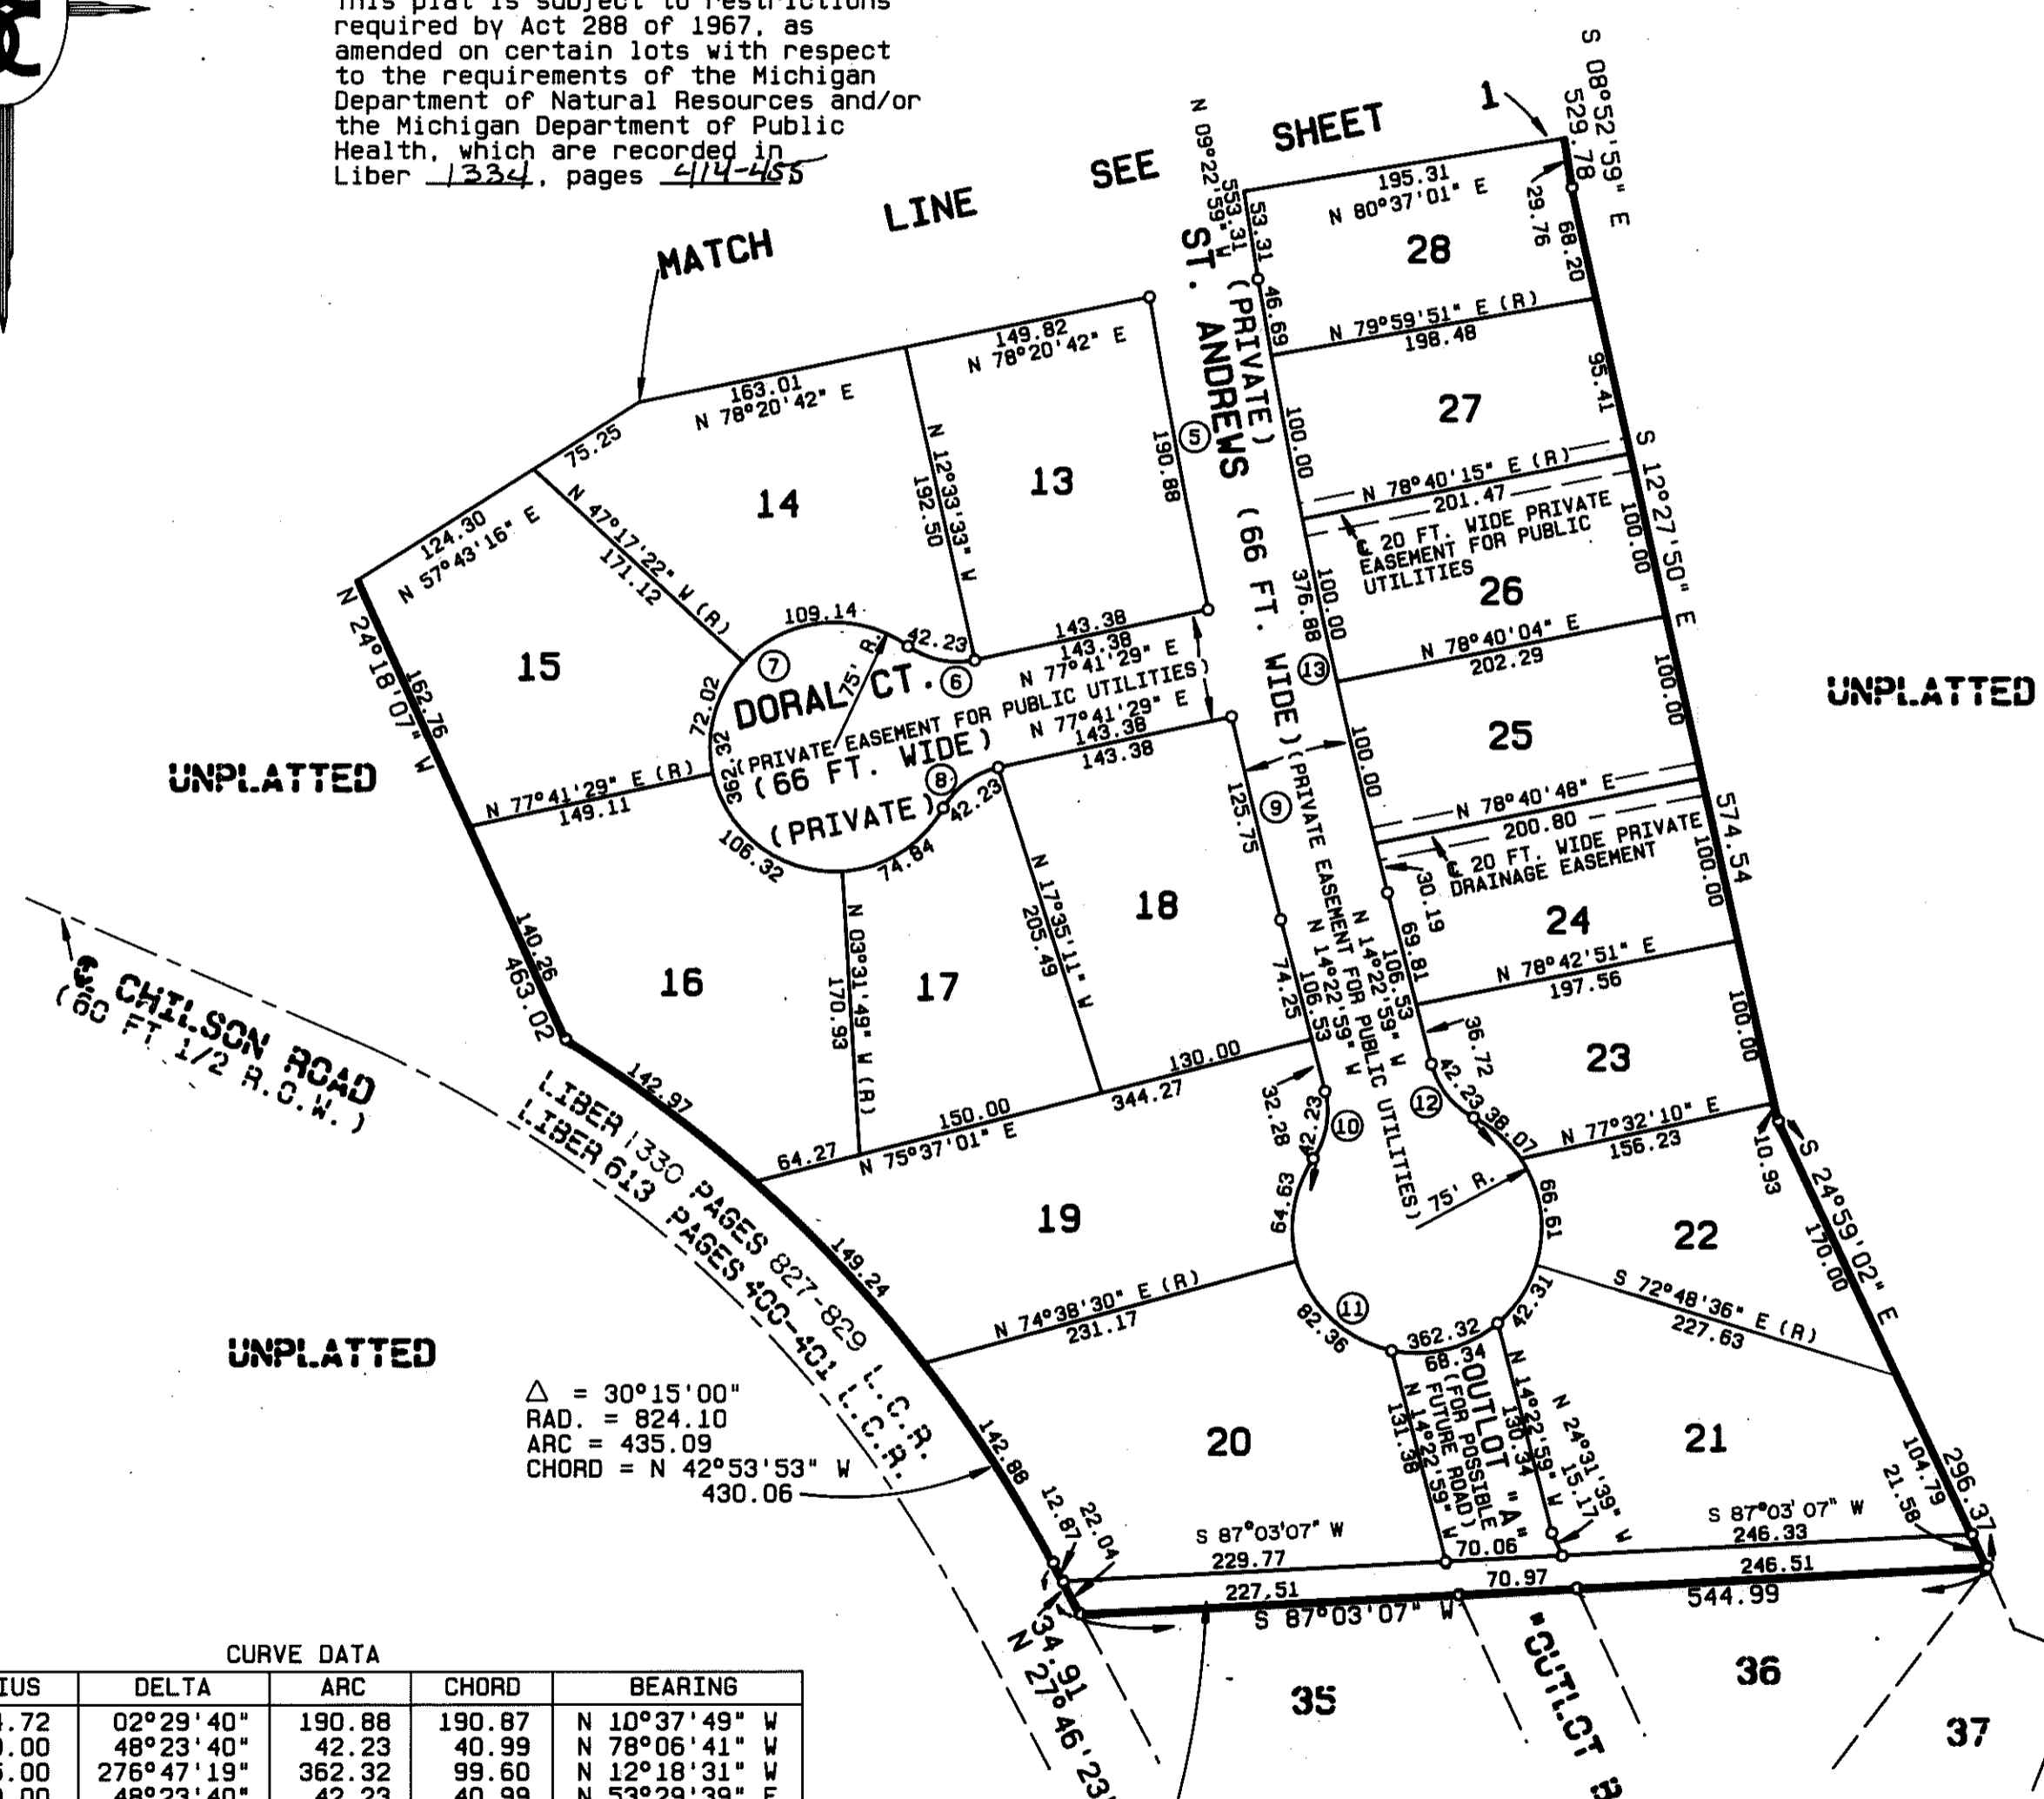 This plat is subject to restrictions
required by Act 288 of 1967, as
amended on certain lots with respect
to the requirements of the Michigan
Department of Natural Resources and/or
the Michigan Department of Public
Health, which are recorded in
Liber 1334, pages 414-455
MATCH LINE SEE SHEET 1
S 08°52'59" E
529.78
29.76
68.20
N 09°22'59" W
553.31
53.31
195.31
N 80°37'01" E
28
46.69
N 79°59'51" E (R)
198.48
ST. ANDREWS (66 FT. WIDE)
(PRIVATE)
(PRIVATE EASEMENT FOR PUBLIC UTILITIES)
149.82
N 78°20'42" E
163.01
N 78°20'42" E
75.25
124.30
N 57°43'16" E
14
13
N 12°33'33" W
192.50
190.88
5
100.00
27
95.41
N 78°40'15" E (R)
201.47
℄ 20 FT. WIDE PRIVATE
EASEMENT FOR PUBLIC
UTILITIES
S 12°27'50" E
574.54
100.00
26
100.00
376.88
13
N 78°40'04" E
202.29
100.00
25
100.00
N 78°40'48" E
200.80
℄ 20 FT. WIDE PRIVATE
DRAINAGE EASEMENT
100.00
30.19
24
69.81
106.53
N 14°22'59" W
N 78°42'51" E
197.56
100.00
36.72
23
42.23
12
38.07
N 77°32'10" E
156.23
10.93
UNPLATTED
N 47°17'22" W (R)
171.12
15
109.14
42.23
7
6
75' R.
143.38
143.38
N 77°41'29" E
DORAL CT.
(PRIVATE EASEMENT FOR PUBLIC UTILITIES)
(66 FT. WIDE)
(PRIVATE)
N 77°41'29" E
143.38
143.38
72.02
362.32
8
42.23
106.32
74.84
N 24°18'07" W
162.76
UNPLATTED
N 77°41'29" E (R)
149.11
140.26
463.02
16
N 03°31'49" W (R)
170.93
17
N 17°35'11" W
205.49
18
125.75
9
74.25
106.53
N 14°22'59" W
130.00
344.27
150.00
64.27
N 75°37'01" E
32.28
42.23
10
64.63
75' R.
66.61
S 24°59'02" E
170.00
22
S 72°48'36" E (R)
227.63
℄ CHILSON ROAD
(60 FT 1/2 R.O.W.)
142.97
LIBER 1330 PAGES 827-829 L.C.R.
LIBER 613 PAGES 400-401 L.C.R.
19
149.24
N 74°38'30" E (R)
231.17
82.36
11
362.32
68.34
42.31
UNPLATTED
Δ = 30°15'00"
RAD. = 824.10
ARC = 435.09
CHORD = N 42°53'53" W
430.06
142.88
20
N 14°22'59" W
131.38
OUTLOT "A"
(FOR POSSIBLE
FUTURE ROAD)
N 14°22'59" W
130.34
N 24°31'39" W
15.17
21
104.79
296.37
21.58
12.87
22.04
S 87°03'07" W
229.77
70.06
S 87°03'07" W
246.33
227.51
70.97
246.51
S 87°03'07" W
544.99
34.91
N 27°46'23"
35
"OUTLOT B
36
37
CURVE DATA
IUS DELTA ARC CHORD BEARING
.72 02°29'40" 190.88 190.87 N 10°37'49" W
.00 48°23'40" 42.23 40.99 N 78°06'41" W
.00 276°47'19" 362.32 99.60 N 12°18'31" W
.00 48°23'40" 42.23 40.99 N 53°29'39" E